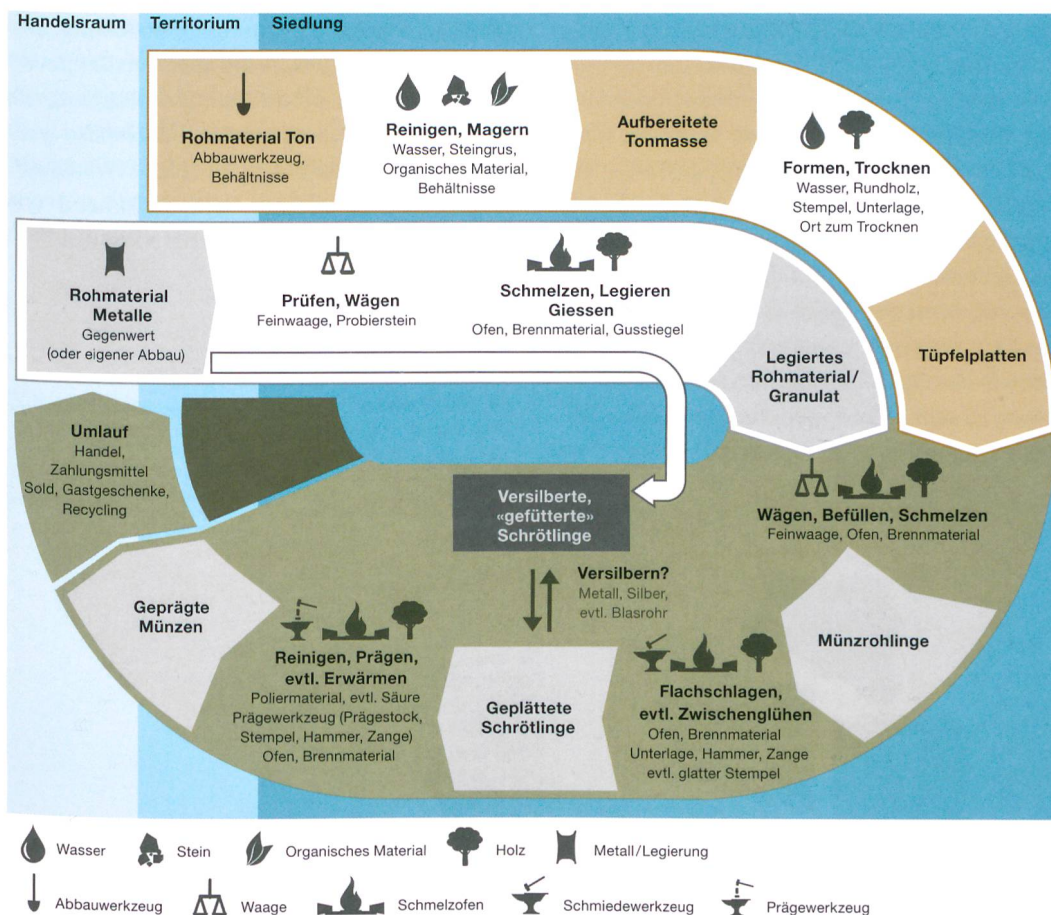 Handelsraum
Territorium
Siedlung
Rohmaterial Ton
Abbauwerkzeug,
Behältnisse
Reinigen, Magern
Wasser, Steingrus,
Organisches Material,
Behältnisse
Aufbereitete
Tonmasse
Formen, Trocknen
Wasser, Rundholz,
Stempel, Unterlage,
Ort zum Trocknen
Tüpfelplatten
Rohmaterial
Metalle
Gegenwert
(oder eigener Abbau)
Prüfen, Wägen
Feinwaage, Probierstein
Schmelzen, Legieren
Giessen
Ofen, Brennmaterial, Gusstiegel
Legiertes
Rohmaterial/
Granulat
Wägen, Befüllen, Schmelzen
Feinwaage, Ofen, Brennmaterial
Münzrohlinge
Flachschlagen,
evtl. Zwischenglühen
Ofen, Brennmaterial
Unterlage, Hammer, Zange
evtl. glatter Stempel
Geplättete
Schrötlinge
Versilbern?
Metall, Silber,
evtl. Blasrohr
Versilberte,
«gefütterte»
Schrötlinge
Reinigen, Prägen,
evtl. Erwärmen
Poliermaterial, evtl. Säure
Prägewerkzeug (Prägestock,
Stempel, Hammer, Zange)
Ofen, Brennmaterial
Geprägte
Münzen
Umlauf
Handel,
Zahlungsmittel
Sold, Gastgeschenke,
Recycling
Wasser
Stein
Organisches Material
Holz
Metall/Legierung
Abbauwerkzeug
Waage
Schmelzofen
Schmiedewerkzeug
Prägewerkzeug